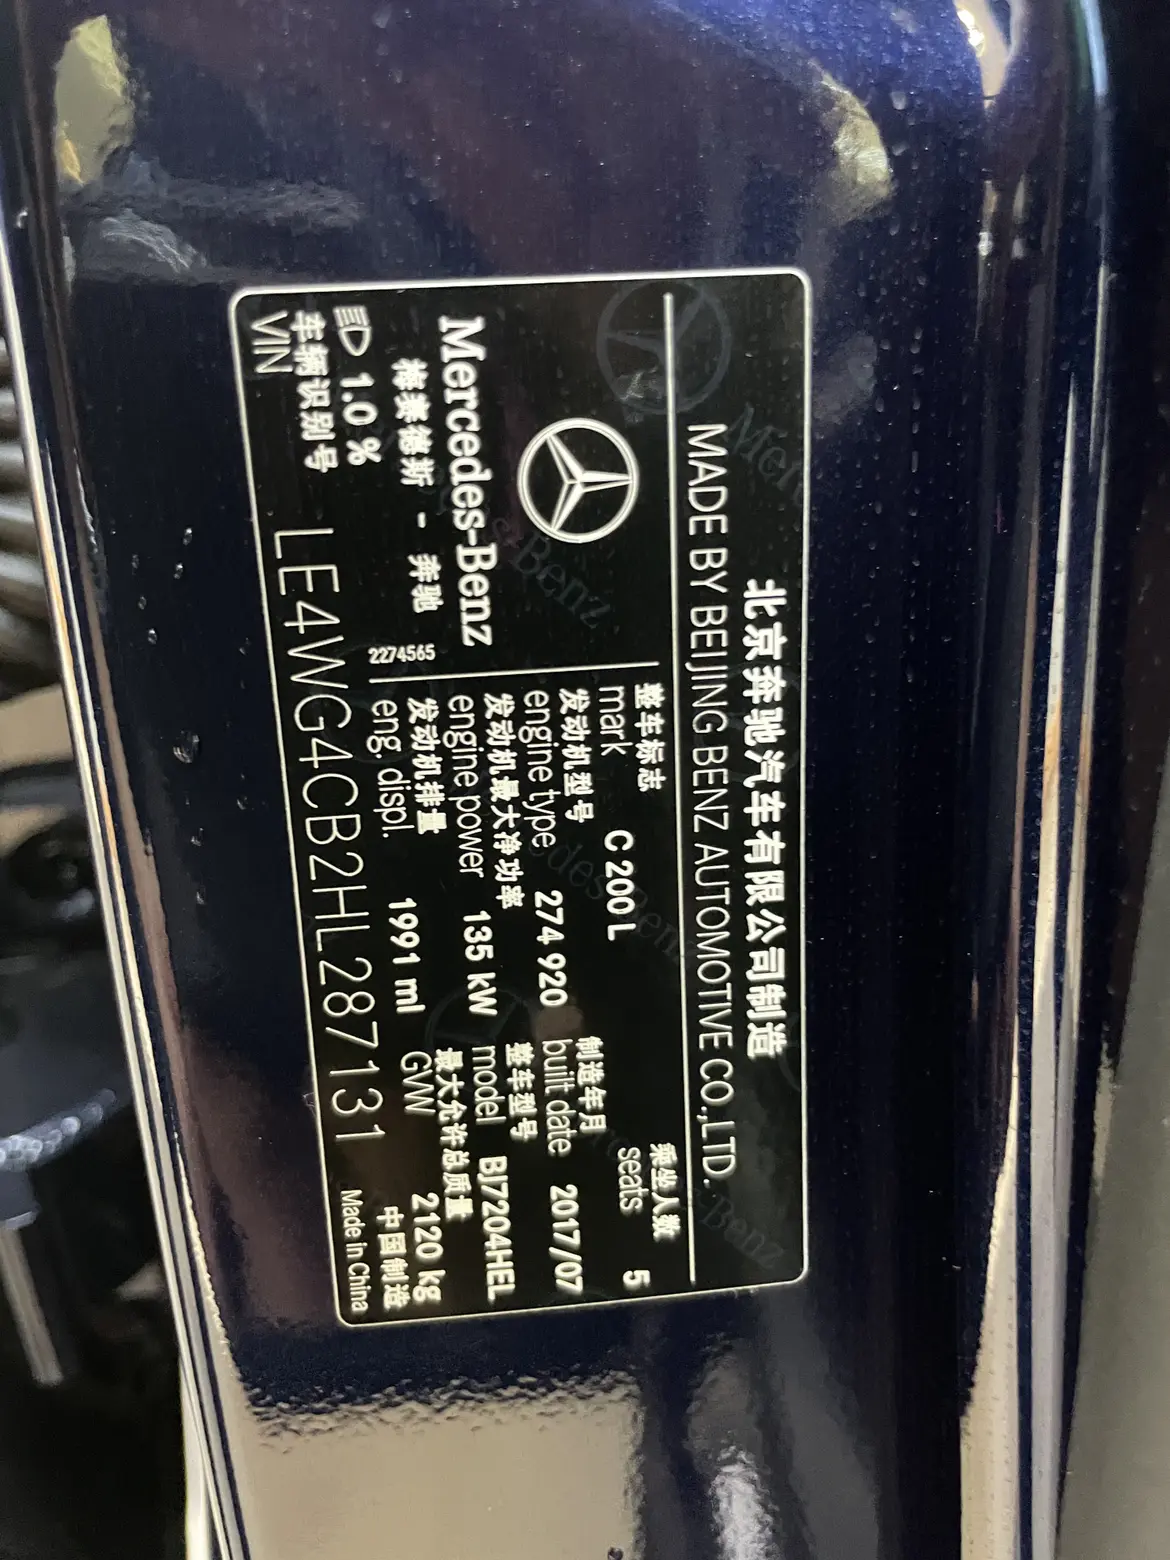 北京奔驰汽车有限公司制造
MADE BY BEIJING BENZ AUTOMOTIVE CO.,LTD.
Mercedes-Benz
梅赛德斯 - 奔驰
2274565
整车标志
mark C 200 L
乘坐人数
seats 5
发动机型号
engine type 274 920
制造年月
built date 2017/07
发动机最大净功率
engine power 135 kW
整车型号
model BJ7204HEL
发动机排量
eng. displ. 1991 ml
最大允许总质量
GVW 2120 kg
1.0 %
车辆识别号
VIN LE4WG4CB2HL287131
中国制造
Made in China